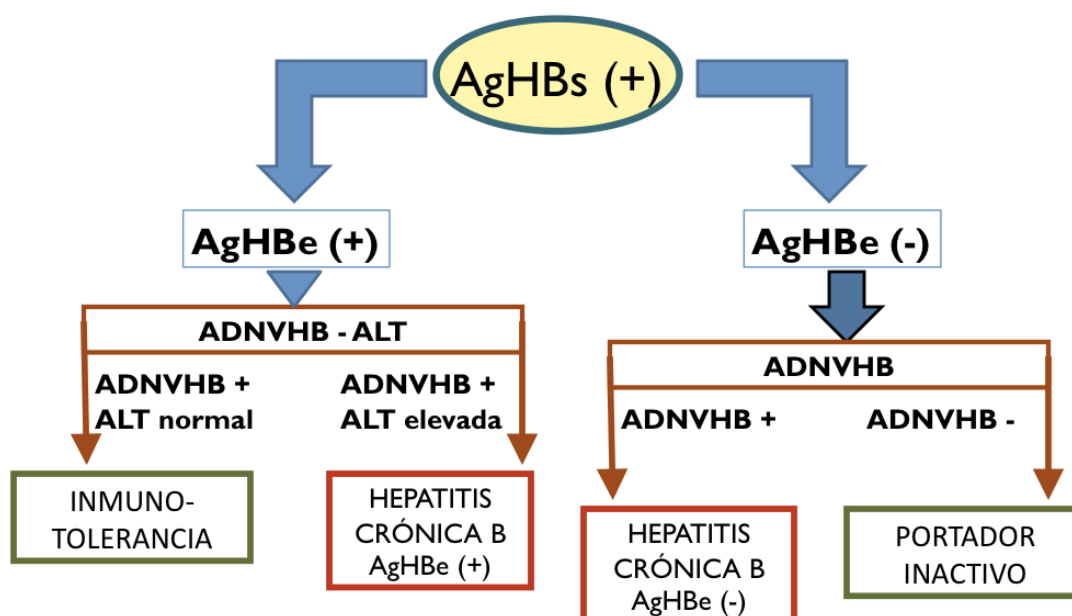 AgHBs (+)
AgHBe (+)
AgHBe (-)
ADNVHB - ALT
ADNVHB +
ALT normal
ADNVHB +
ALT elevada
ADNVHB
ADNVHB +
ADNVHB -
INMUNO-
TOLERANCIA
HEPATITIS
CRÓNICA B
AgHBe (+)
HEPATITIS
CRÓNICA B
AgHBe (-)
PORTADOR
INACTIVO